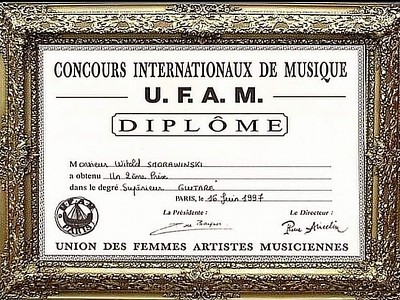 CONCOURS INTERNATIONAUX DE MUSIQUE
U. F. A. M.
DIPLÔME
Monsieur Witold SMORAWINSKI
a obtenu Un 2ème Prix
dans le degré Supérieur GUITARE
PARIS, le 16 Juin 1997
La Présidente : Le Directeur :
U.F.A.M
PARIS
UNION DES FEMMES ARTISTES MUSICIENNES